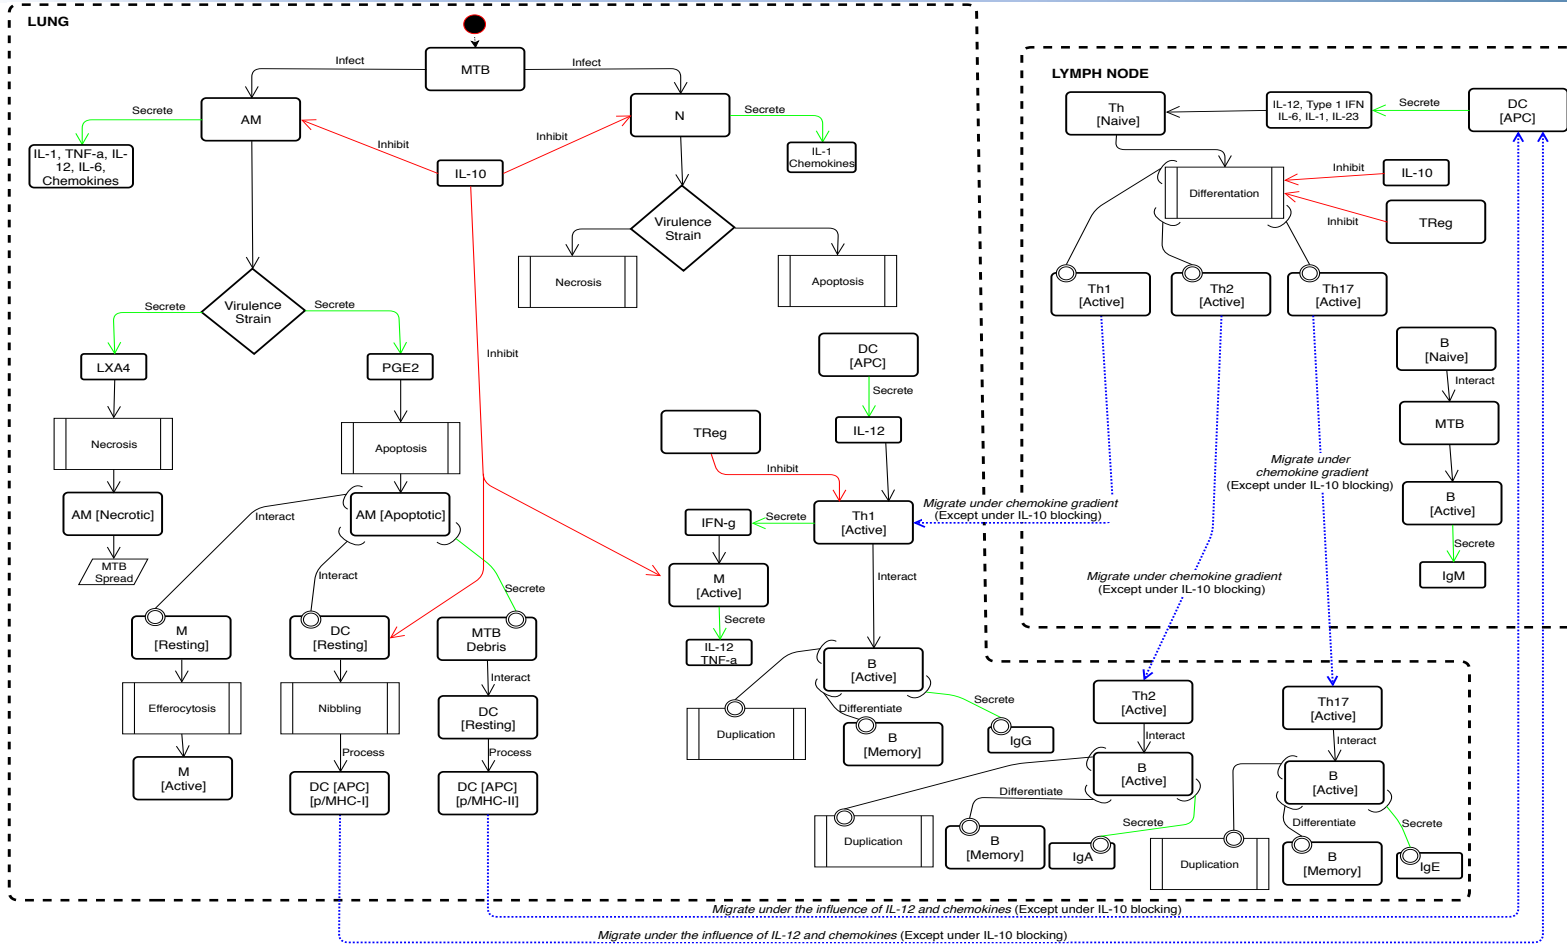 LUNG
MTB
Infect
Infect
AM
N
Secrete
Secrete
IL-1, TNF-a, IL-
12, IL-6,
Chemokines
Inhibit
Inhibit
IL-10
IL-1
Chemokines
Virulence
Strain
Necrosis
Apoptosis
Virulence
Strain
Secrete
Secrete
Inhibit
LXA4
PGE2
Necrosis
Apoptosis
AM [Necrotic]
AM [Apoptotic]
MTB
Spread
Interact
Interact
Secrete
M
[Resting]
DC
[Resting]
MTB
Debris
Interact
Efferocytosis
Nibbling
DC
[Resting]
Process
Process
M
[Active]
DC [APC]
[p/MHC-I]
DC [APC]
[p/MHC-II]
DC
[APC]
Secrete
IL-12
TReg
Inhibit
Th1
[Active]
Secrete
IFN-g
M
[Active]
Secrete
IL-12
TNF-a
Interact
B
[Active]
Duplication
Differentiate
B
[Memory]
Secrete
IgG
LYMPH NODE
Th
[Naive]
IL-12, Type 1 IFN
IL-6, IL-1, IL-23
Secrete
DC
[APC]
Differentation
Inhibit
IL-10
Inhibit
TReg
Th1
[Active]
Th2
[Active]
Th17
[Active]
B
[Naive]
Interact
MTB
B
[Active]
Secrete
IgM
Migrate under chemokine gradient
(Except under IL-10 blocking)
Migrate under
chemokine gradient
(Except under IL-10 blocking)
Migrate under chemokine gradient
(Except under IL-10 blocking)
Th2
[Active]
Interact
B
[Active]
Duplication
Differentiate
B
[Memory]
Secrete
IgA
Th17
[Active]
Interact
B
[Active]
Duplication
Differentiate
B
[Memory]
Secrete
IgE
Migrate under the influence of IL-12 and chemokines (Except under IL-10 blocking)
Migrate under the influence of IL-12 and chemokines (Except under IL-10 blocking)